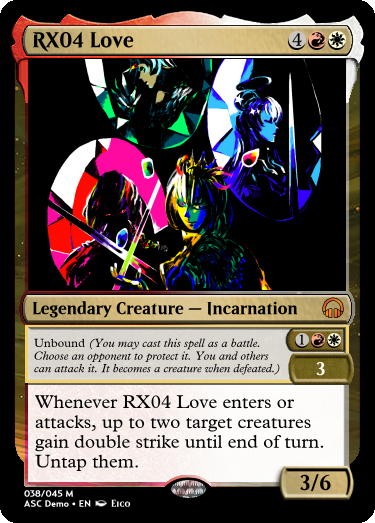 RX04 Love 4
Legendary Creature — Incarnation
Unbound (You may cast this spell as a battle. 1
Choose an opponent to protect it. You and others
can attack it. It becomes a creature when defeated.) 3
Whenever RX04 Love enters or
attacks, up to two target creatures
gain double strike until end of turn.
Untap them.
3/6
038/045 M
ASC Demo • EN Eico